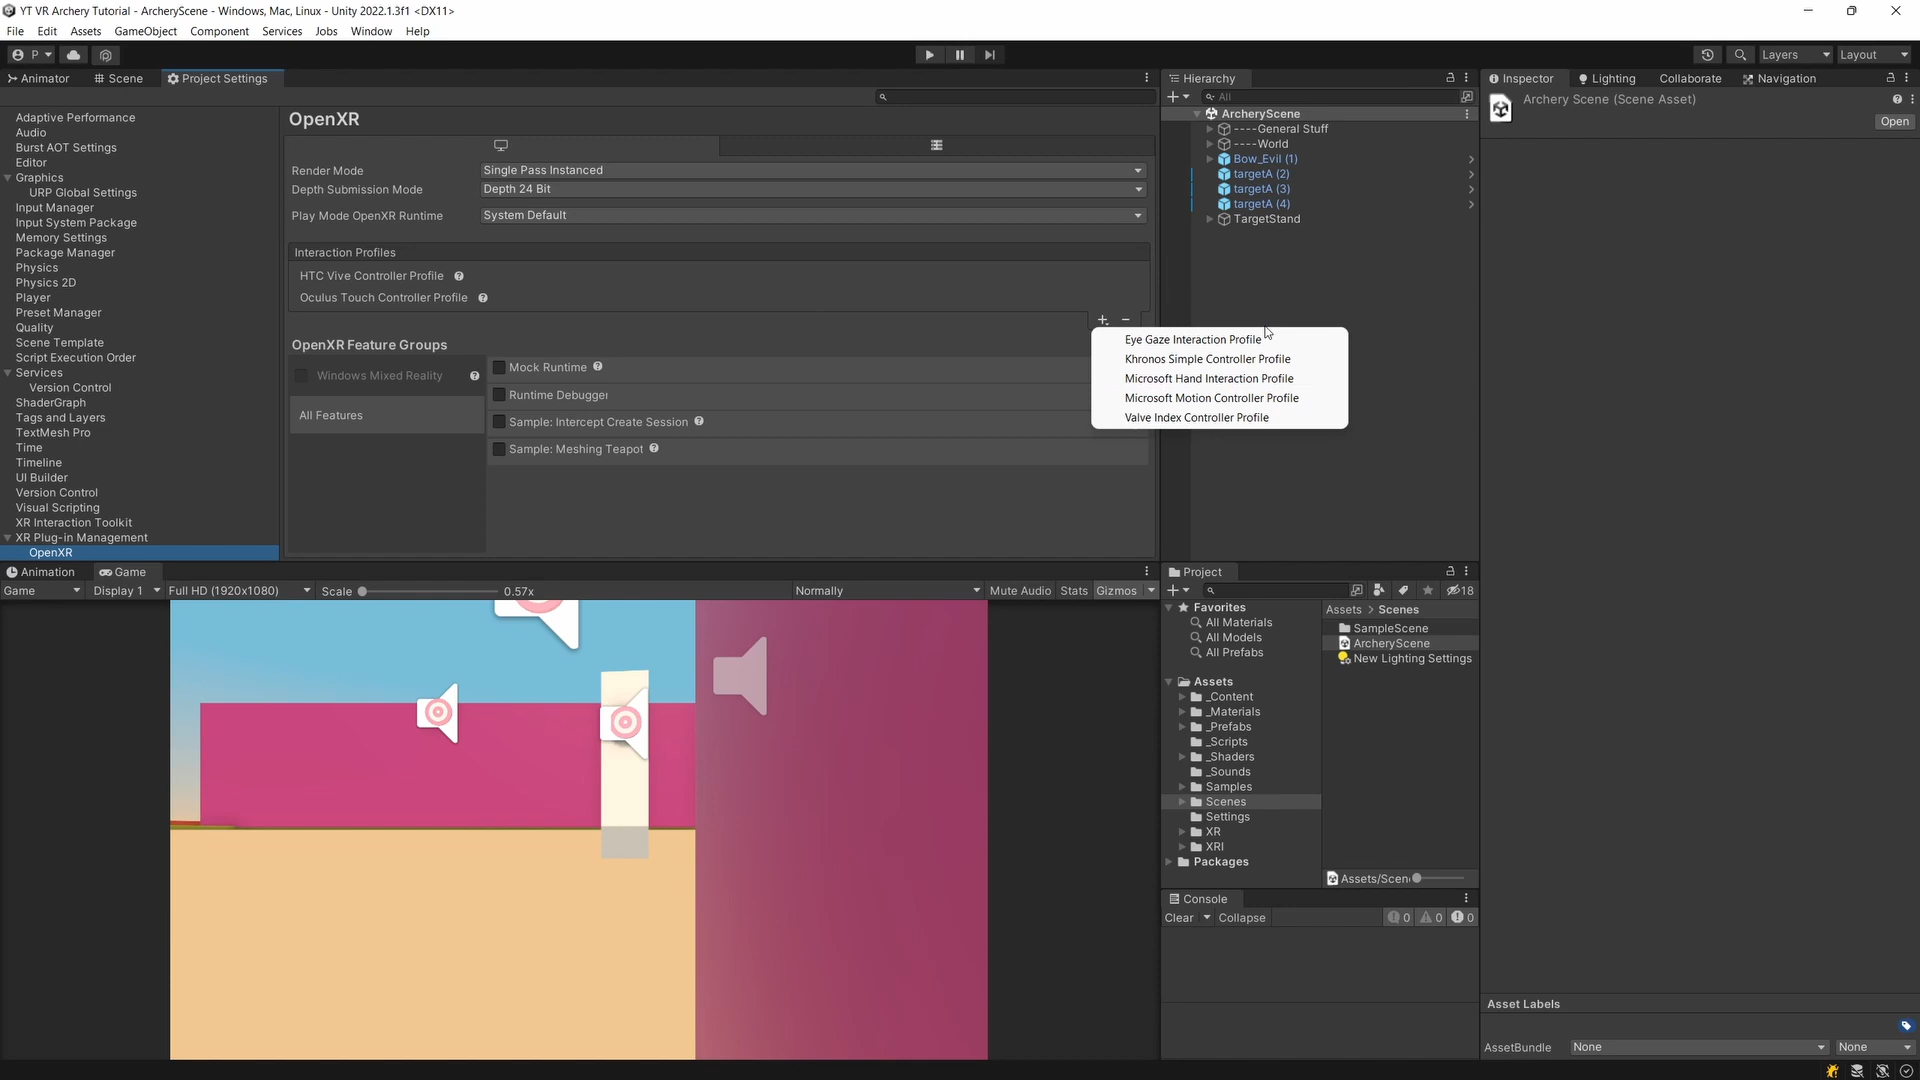 YT VR Archery Tutorial - ArcheryScene - Windows, Mac, Linux - Unity 2022.1.3f1 <DX11>
File Edit Assets GameObject Component Services Jobs Window Help
P
Layers
Layout
Animator
Scene
Project Settings
Adaptive Performance
Audio
Burst AOT Settings
Editor
Graphics
URP Global Settings
Input Manager
Input System Package
Memory Settings
Package Manager
Physics
Physics 2D
Player
Preset Manager
Quality
Scene Template
Script Execution Order
Services
Version Control
ShaderGraph
Tags and Layers
TextMesh Pro
Time
Timeline
UI Builder
Version Control
Visual Scripting
XR Interaction Toolkit
XR Plug-in Management
OpenXR
OpenXR
Render Mode Single Pass Instanced
Depth Submission Mode Depth 24 Bit
Play Mode OpenXR Runtime System Default
Interaction Profiles
HTC Vive Controller Profile
Oculus Touch Controller Profile
Eye Gaze Interaction Profile
Khronos Simple Controller Profile
Microsoft Hand Interaction Profile
Microsoft Motion Controller Profile
Valve Index Controller Profile
OpenXR Feature Groups
Windows Mixed Reality
All Features
Mock Runtime
Runtime Debugger
Sample: Intercept Create Session
Sample: Meshing Teapot
Hierarchy
All
ArcheryScene
----General Stuff
----World
Bow_Evil (1)
targetA (2)
targetA (3)
targetA (4)
TargetStand
Inspector
Lighting
Collaborate
Navigation
Archery Scene (Scene Asset)
Open
Animation
Game
Game Display 1 Full HD (1920x1080) Scale 0.57x Normally Mute Audio Stats Gizmos
Project
18
Favorites
All Materials
All Models
All Prefabs
Assets
_Content
_Materials
_Prefabs
_Scripts
_Shaders
_Sounds
Samples
Scenes
Settings
XR
XRI
Packages
Assets > Scenes
SampleScene
ArcheryScene
New Lighting Settings
Assets/Scen
Console
Clear Collapse 0 0 0
Asset Labels
AssetBundle None None